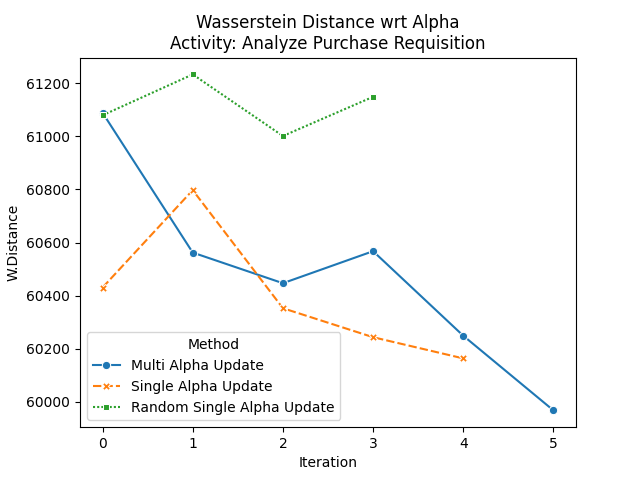 Wasserstein Distance wrt Alpha
Activity: Analyze Purchase Requisition
W.Distance
61200
61000
60800
60600
60400
60200
60000
Method
Multi Alpha Update
Single Alpha Update
Random Single Alpha Update
0 1 2 3 4 5
Iteration